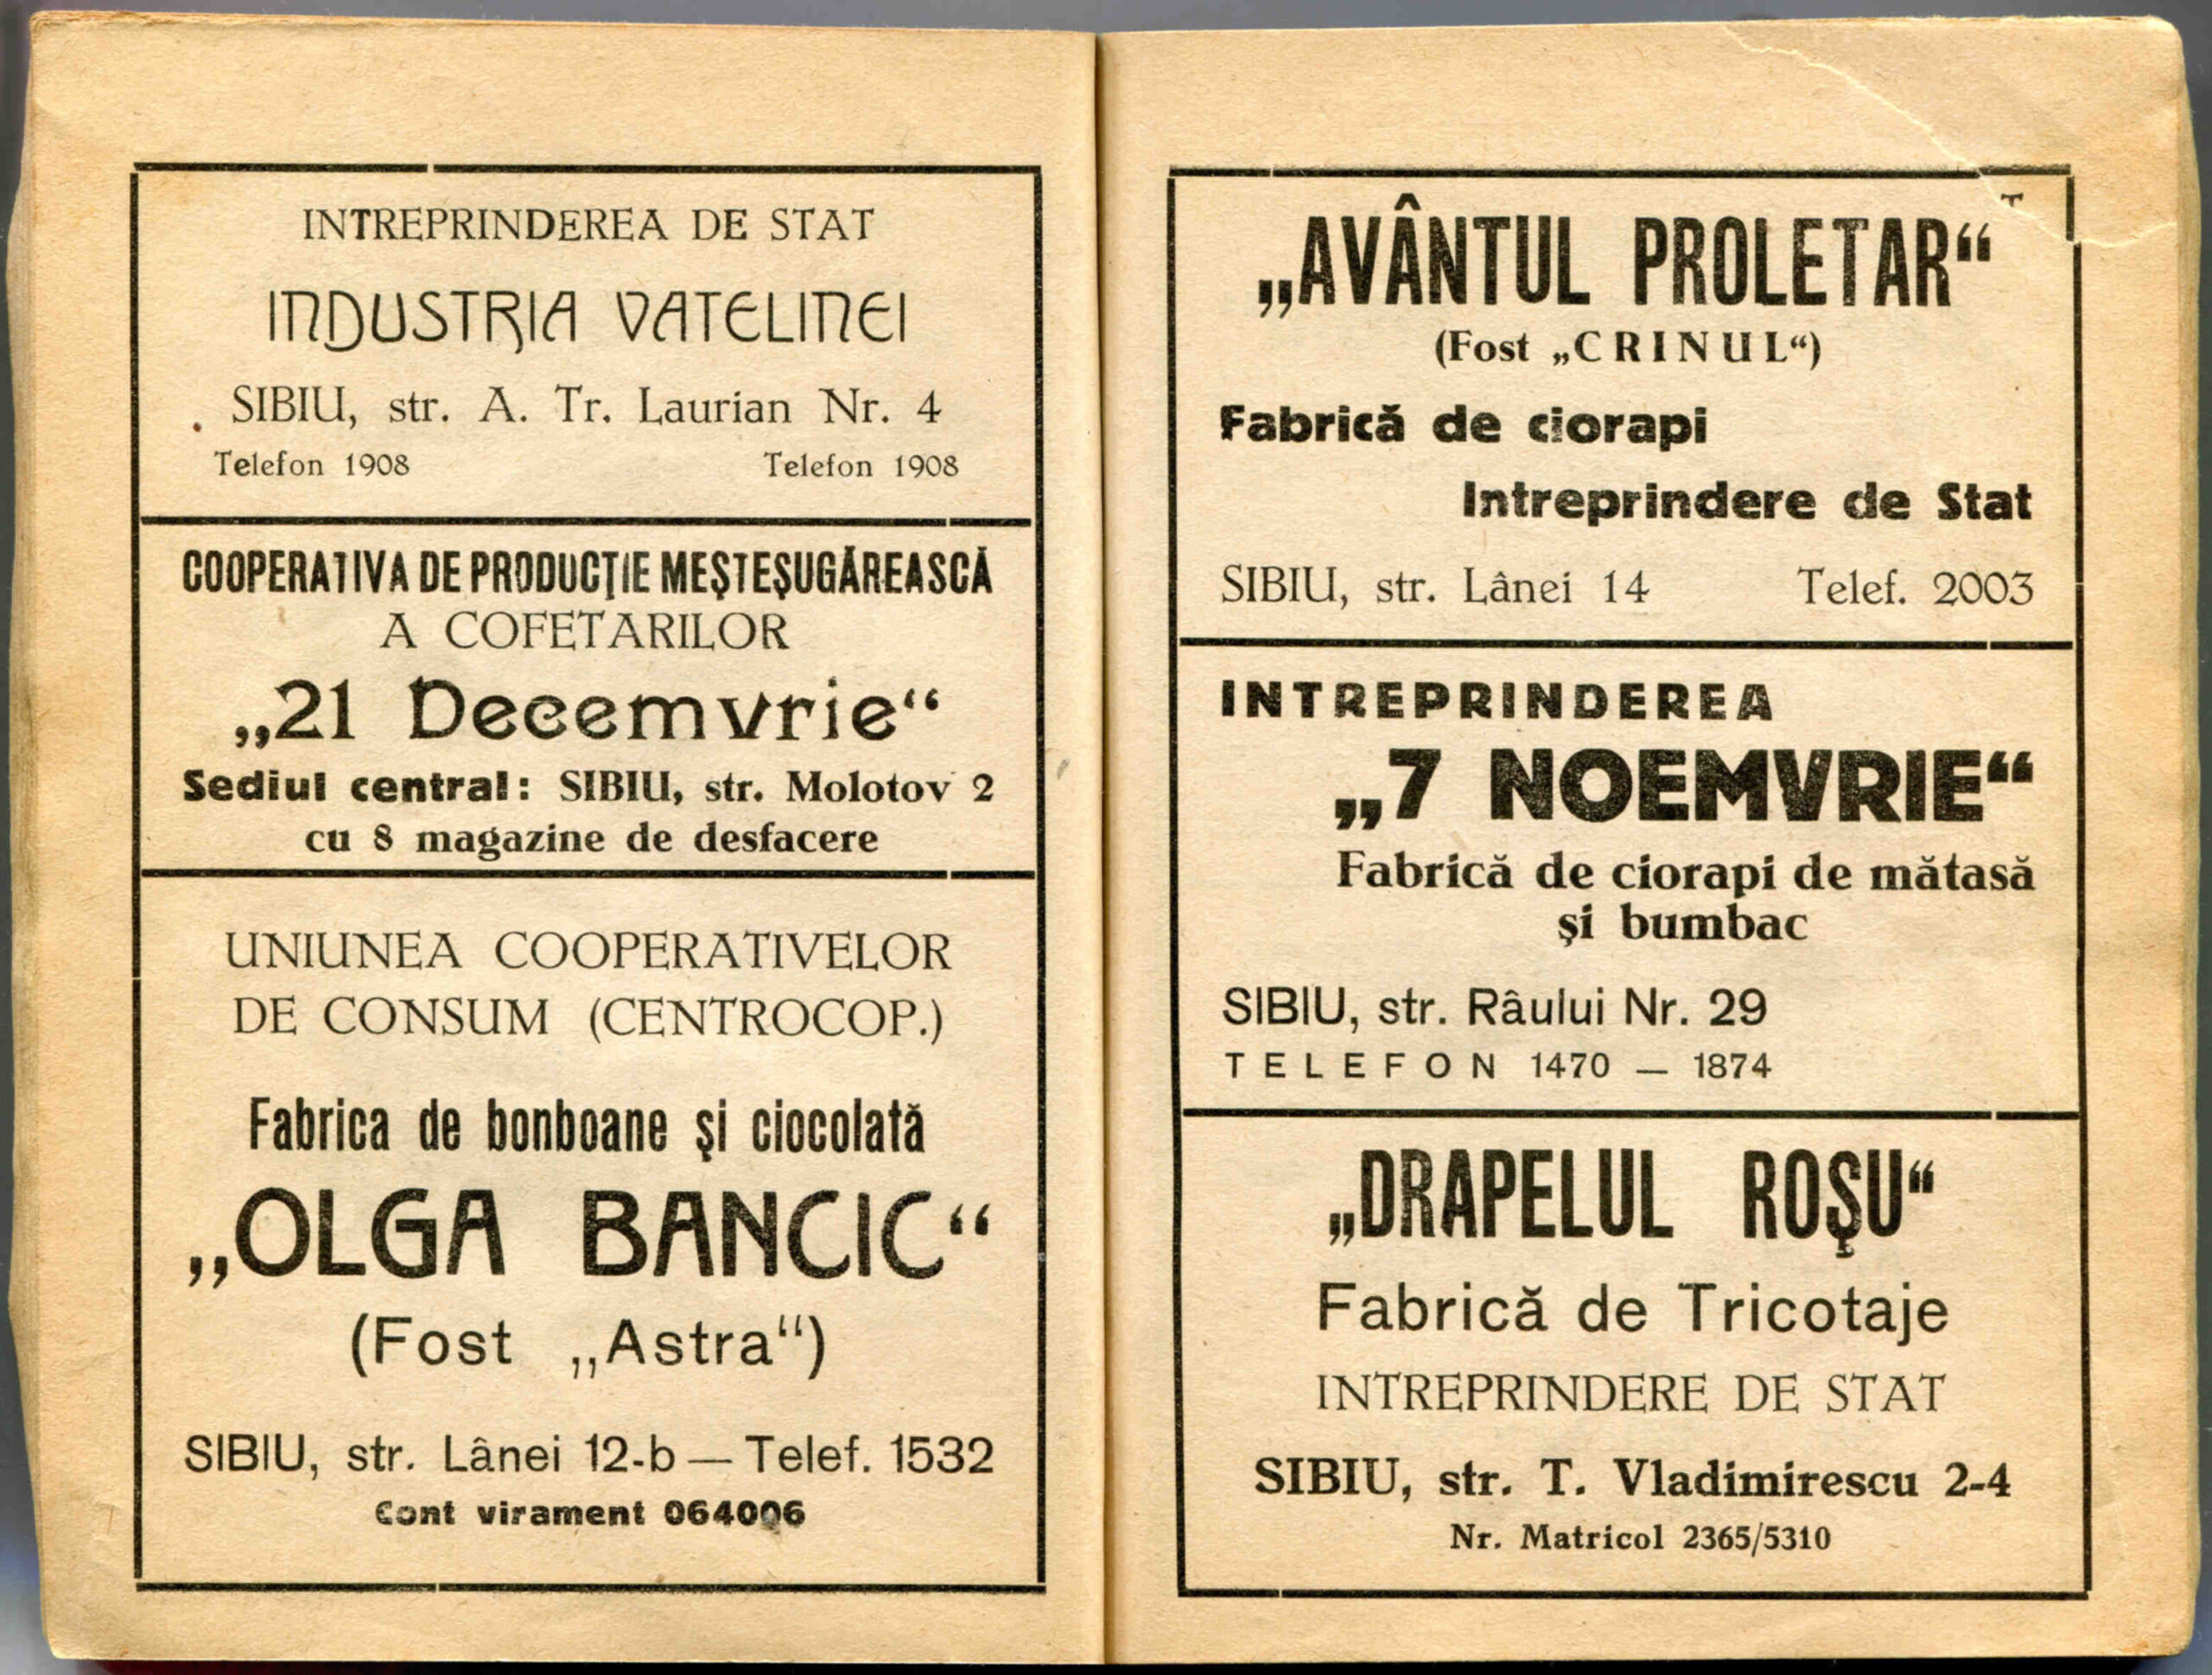 INTREPRINDEREA DE STAT
INDUSTRIA VATELINEI
SIBIU, str. A. Tr. Laurian Nr. 4
Telefon 1908 Telefon 1908
COOPERATIVA DE PRODUCŢIE MEŞTEŞUGĂREASCĂ
A COFETARILOR
„21 Decemvrie“
Sediul central: SIBIU, str. Molotov 2
cu 8 magazine de desfacere
UNIUNEA COOPERATIVELOR
DE CONSUM (CENTROCOP.)
Fabrica de bonboane şi ciocolată
„OLGA BANCIC“
(Fost „Astra“)
SIBIU, str. Lânei 12-b — Telef. 1532
Cont virament 064006
„AVÂNTUL PROLETAR“
(Fost „CRINUL“)
Fabrică de ciorapi
Intreprindere de Stat
SIBIU, str. Lânei 14 Telef. 2003
INTREPRINDEREA
„7 NOEMVRIE“
Fabrică de ciorapi de mătasă
şi bumbac
SIBIU, str. Râului Nr. 29
TELEFON 1470 — 1874
„DRAPELUL ROŞU“
Fabrică de Tricotaje
INTREPRINDERE DE STAT
SIBIU, str. T. Vladimirescu 2-4
Nr. Matricol 2365/5310